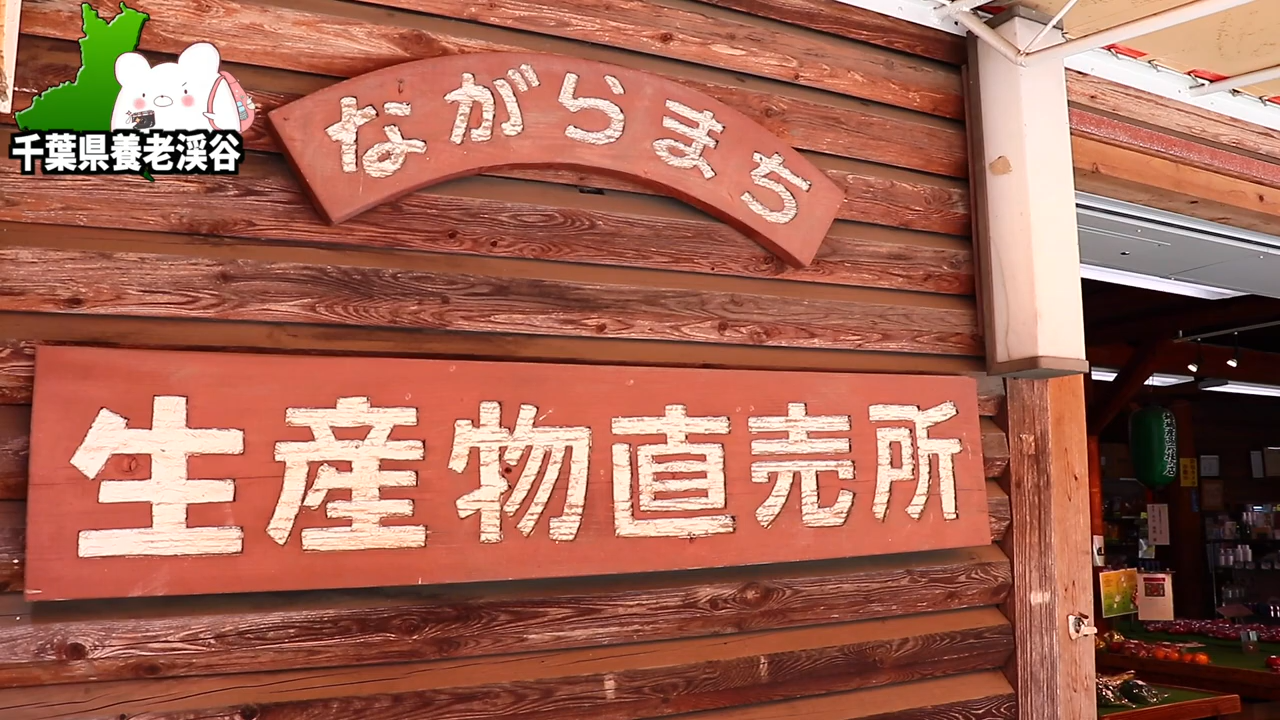 千葉県養老渓谷
ながらまち
生産物直売所